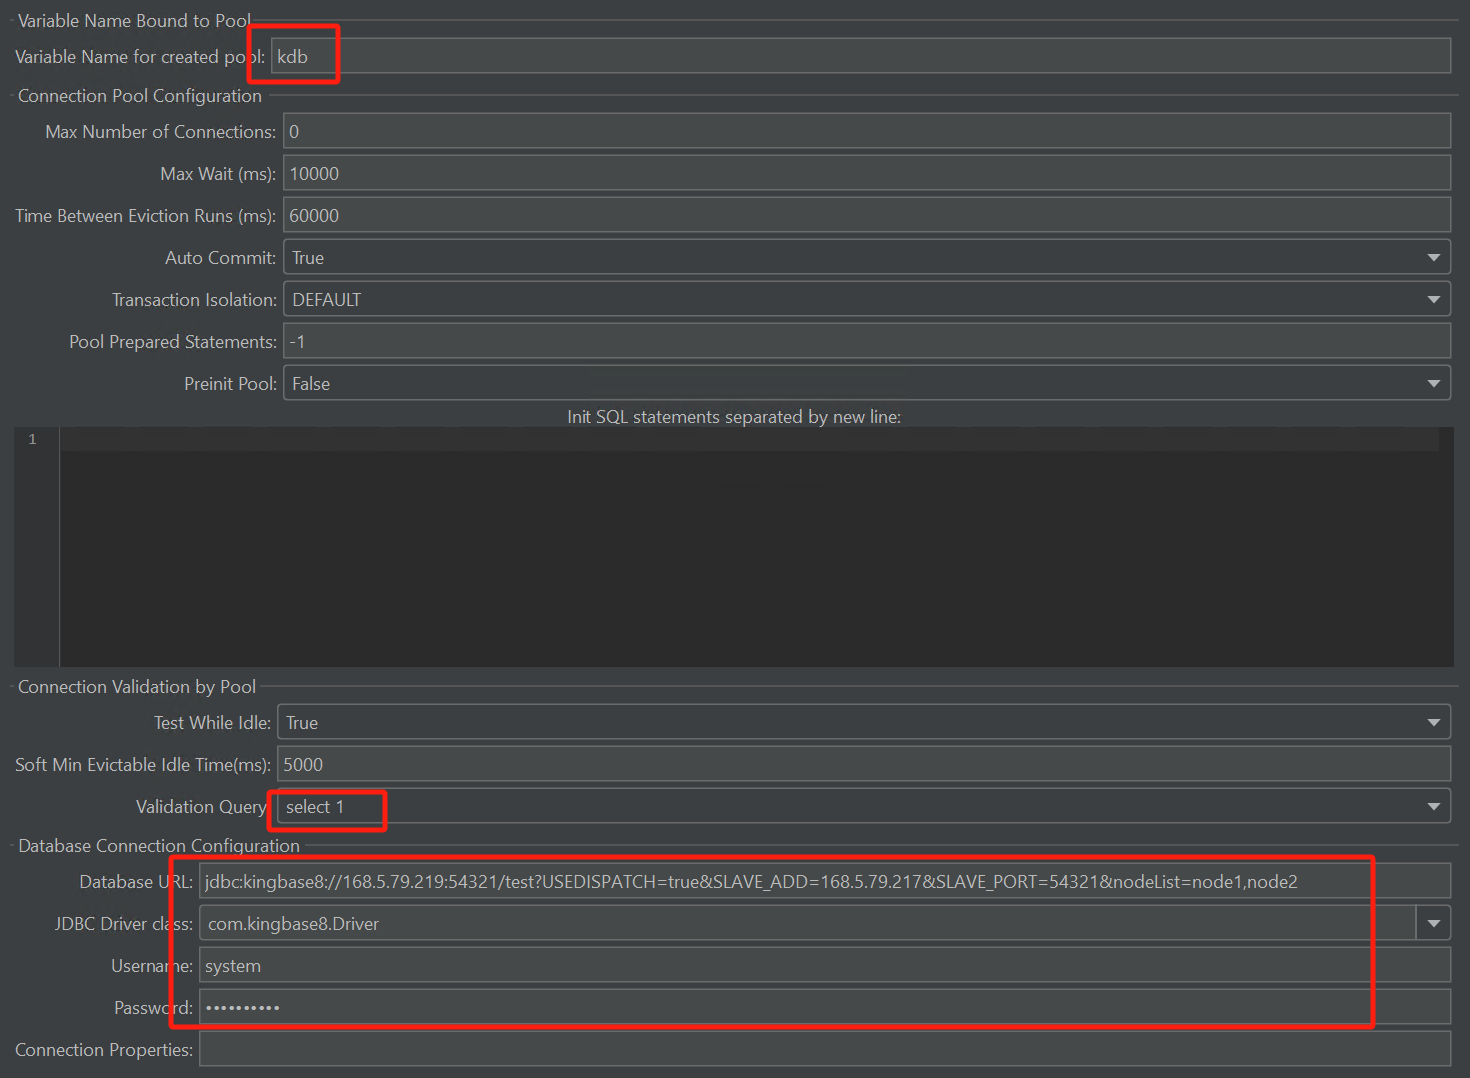 Variable Name Bound to Pool
Variable Name for created pool: kdb
Connection Pool Configuration
Max Number of Connections: 0
Max Wait (ms): 10000
Time Between Eviction Runs (ms): 60000
Auto Commit: True
Transaction Isolation: DEFAULT
Pool Prepared Statements: -1
Preinit Pool: False
Init SQL statements separated by new line:
1
Connection Validation by Pool
Test While Idle: True
Soft Min Evictable Idle Time(ms): 5000
Validation Query select 1
Database Connection Configuration
Database URL: jdbc:kingbase8://168.5.79.219:54321/test?USEDISPATCH=true&SLAVE_ADD=168.5.79.217&SLAVE_PORT=54321&nodeList=node1,node2
JDBC Driver class: com.kingbase8.Driver
Username: system
Password: ••••••••••
Connection Properties: